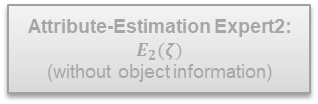 Attribute-Estimation Expert2:
𝑬𝟐(𝜻)
(without object information)